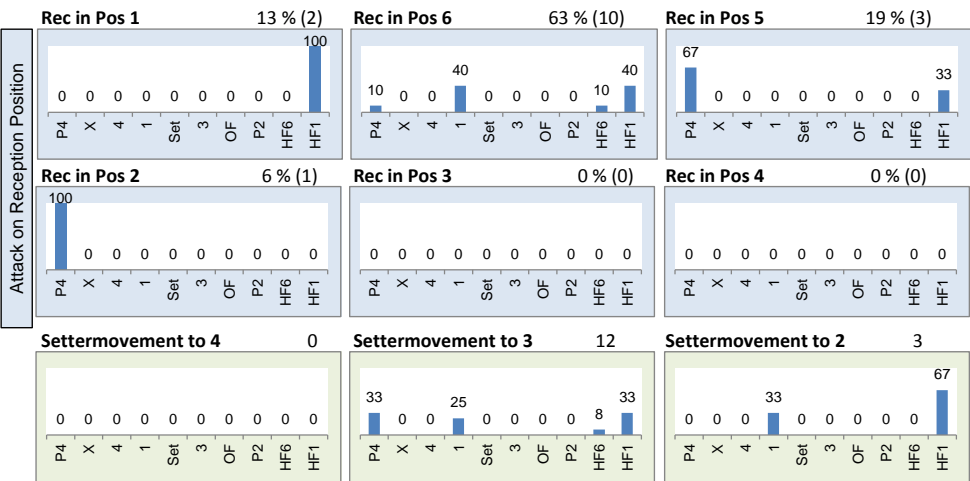 Attack on Reception Position
Rec in Pos 1 13 % (2)
100
0 0 0 0 0 0 0 0 0
P4 X 4 1 Set 3 OF P2 HF6 HF1
Rec in Pos 6 63 % (10)
10 0 0 40 0 0 0 0 10 40
P4 X 4 1 Set 3 OF P2 HF6 HF1
Rec in Pos 5 19 % (3)
67 0 0 0 0 0 0 0 0 33
P4 X 4 1 Set 3 OF P2 HF6 HF1
Rec in Pos 2 6 % (1)
100
0 0 0 0 0 0 0 0 0
P4 X 4 1 Set 3 OF P2 HF6 HF1
Rec in Pos 3 0 % (0)
0 0 0 0 0 0 0 0 0 0
P4 X 4 1 Set 3 OF P2 HF6 HF1
Rec in Pos 4 0 % (0)
0 0 0 0 0 0 0 0 0 0
P4 X 4 1 Set 3 OF P2 HF6 HF1
Settermovement to 4 0
0 0 0 0 0 0 0 0 0 0
P4 X 4 1 Set 3 OF P2 HF6 HF1
Settermovement to 3 12
33 0 0 25 0 0 0 0 8 33
P4 X 4 1 Set 3 OF P2 HF6 HF1
Settermovement to 2 3
0 0 0 33 0 0 0 0 0 67
P4 X 4 1 Set 3 OF P2 HF6 HF1